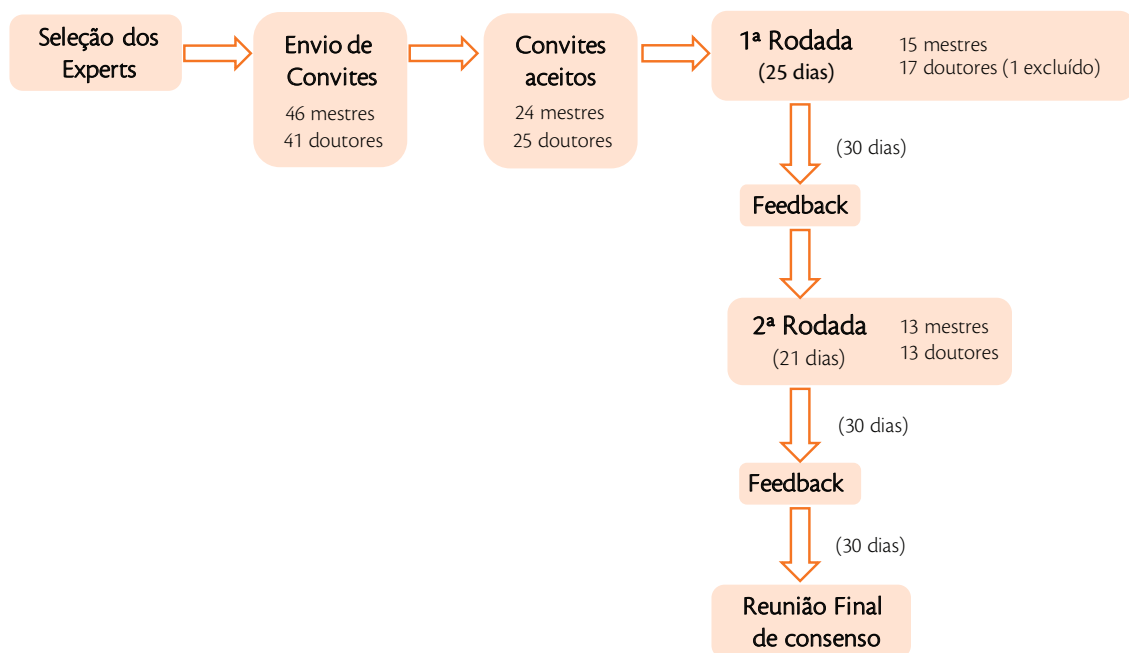 Seleção dos
Experts
Envio de
Convites
46 mestres
41 doutores
Convites
aceitos
24 mestres
25 doutores
1ª Rodada
(25 dias)
15 mestres
17 doutores (1 excluído)
(30 dias)
Feedback
2ª Rodada
(21 dias)
13 mestres
13 doutores
(30 dias)
Feedback
(30 dias)
Reunião Final
de consenso